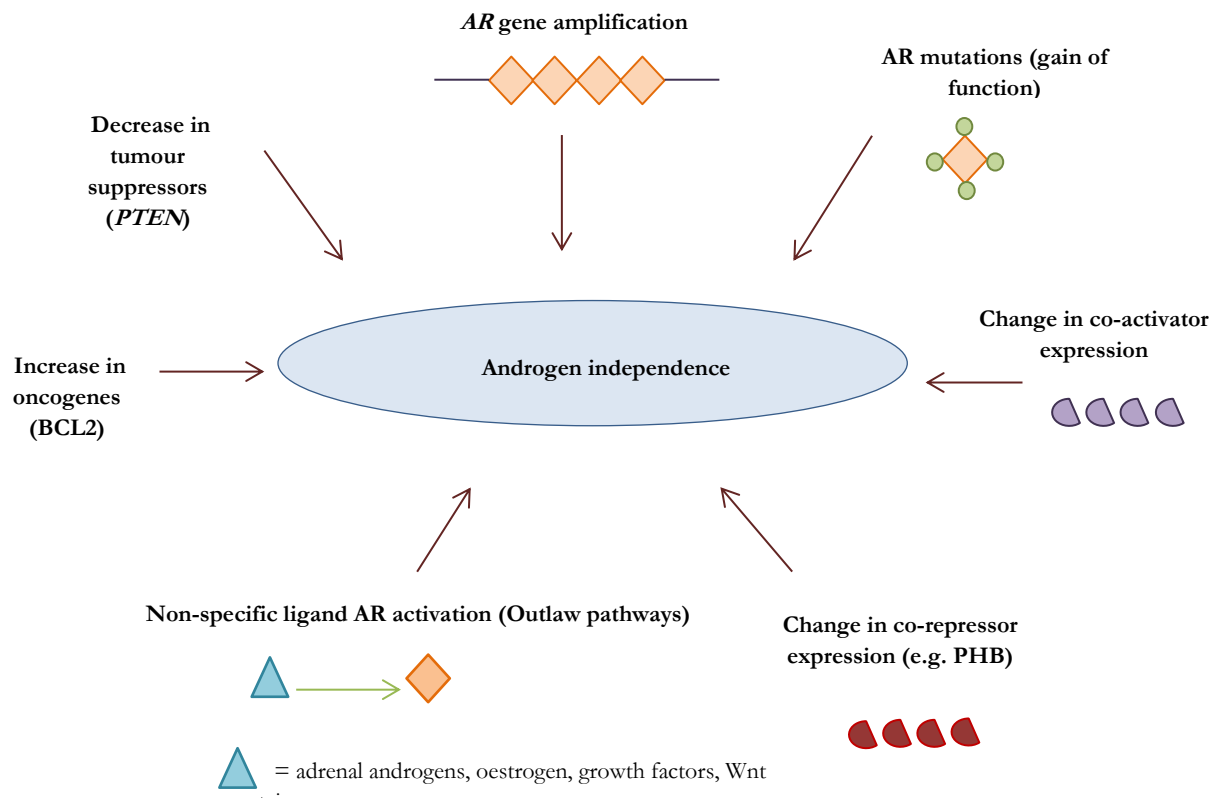 AR gene amplification
AR mutations (gain of
function)
Decrease in
tumour
suppressors
(PTEN)
Change in co-activator
expression
Androgen independence
Increase in
oncogenes
(BCL2)
Non-specific ligand AR activation (Outlaw pathways)
Change in co-repressor
expression (e.g. PHB)
= adrenal androgens, oestrogen, growth factors, Wnt